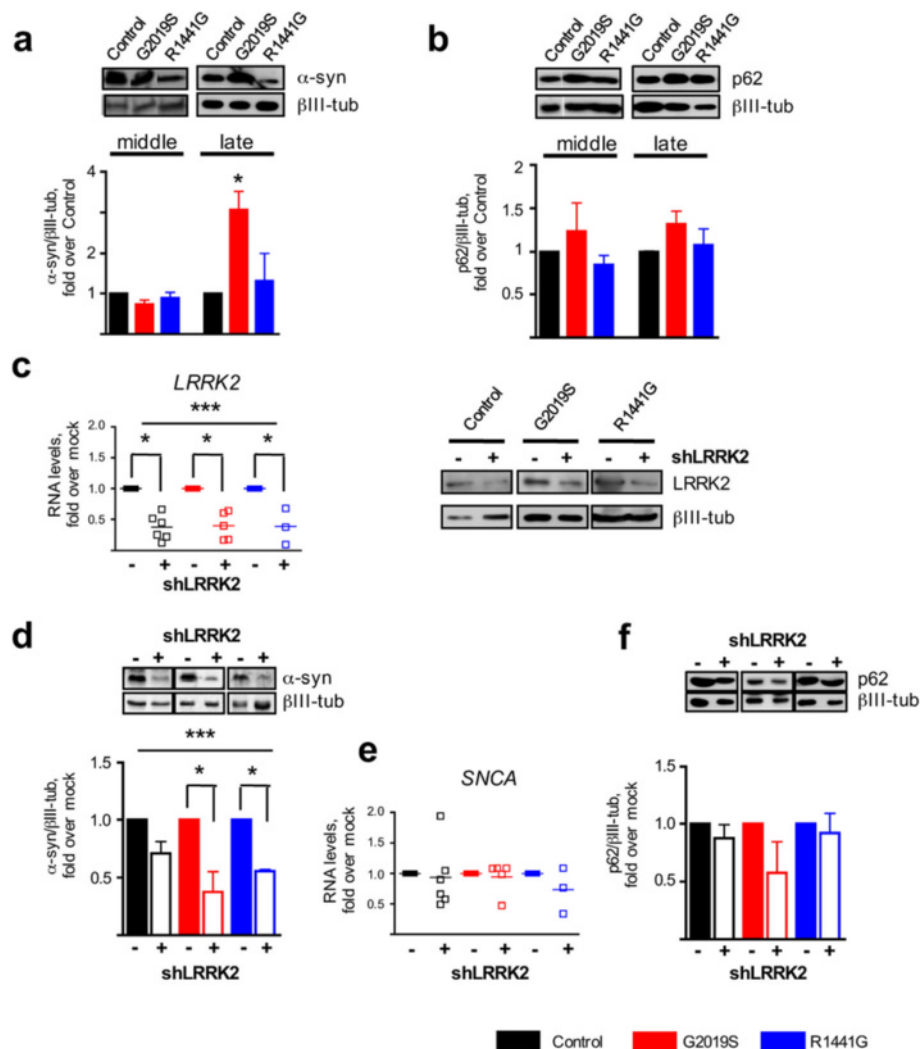 a
Control G2019S R1441G Control G2019S R1441G
α-syn
βIII-tub
middle late
α-syn/βIII-tub, fold over Control
4
2
1
*
b
Control G2019S R1441G Control G2019S R1441G
p62
βIII-tub
middle late
p62/βIII-tub, fold over Control
2
1.5
1
0.5
c
LRRK2
***
* * *
RNA levels, fold over mock
2.0
1.5
1.0
0.5
- + - + - +
shLRRK2
Control G2019S R1441G
- + - + - + shLRRK2
LRRK2
βIII-tub
d
shLRRK2
- + - + - +
α-syn
βIII-tub
***
* *
α-syn/βIII-tub, fold over mock
1.5
1.0
0.5
- + - + - +
shLRRK2
e
SNCA
RNA levels, fold over mock
2.0
1.5
1.0
0.5
- + - + - +
shLRRK2
f
shLRRK2
- + - + - +
p62
βIII-tub
p62/βIII-tub, fold over mock
1.5
1.0
0.5
- + - + - +
shLRRK2
Control G2019S R1441G